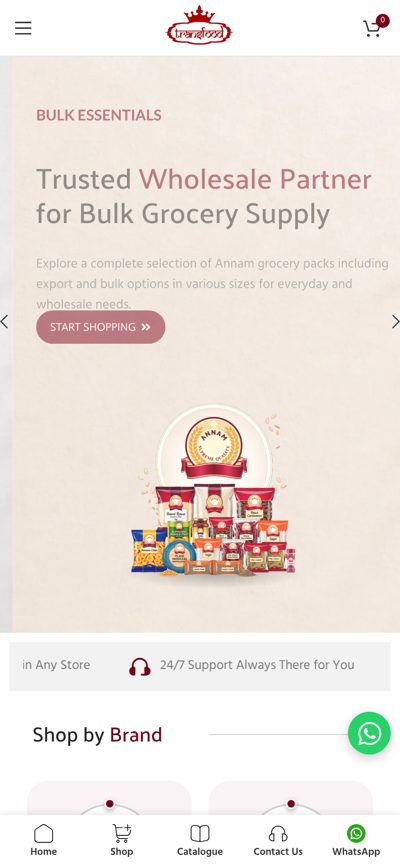 transfood
0
BULK ESSENTIALS
Trusted Wholesale Partner
for Bulk Grocery Supply
Explore a complete selection of Annam grocery packs including
export and bulk options in various sizes for everyday and
wholesale needs.
START SHOPPING
ANNAM
SUPREME QUALITY
in Any Store
24/7 Support Always There for You
Shop by Brand
Home
Shop
Catalogue
Contact Us
WhatsApp